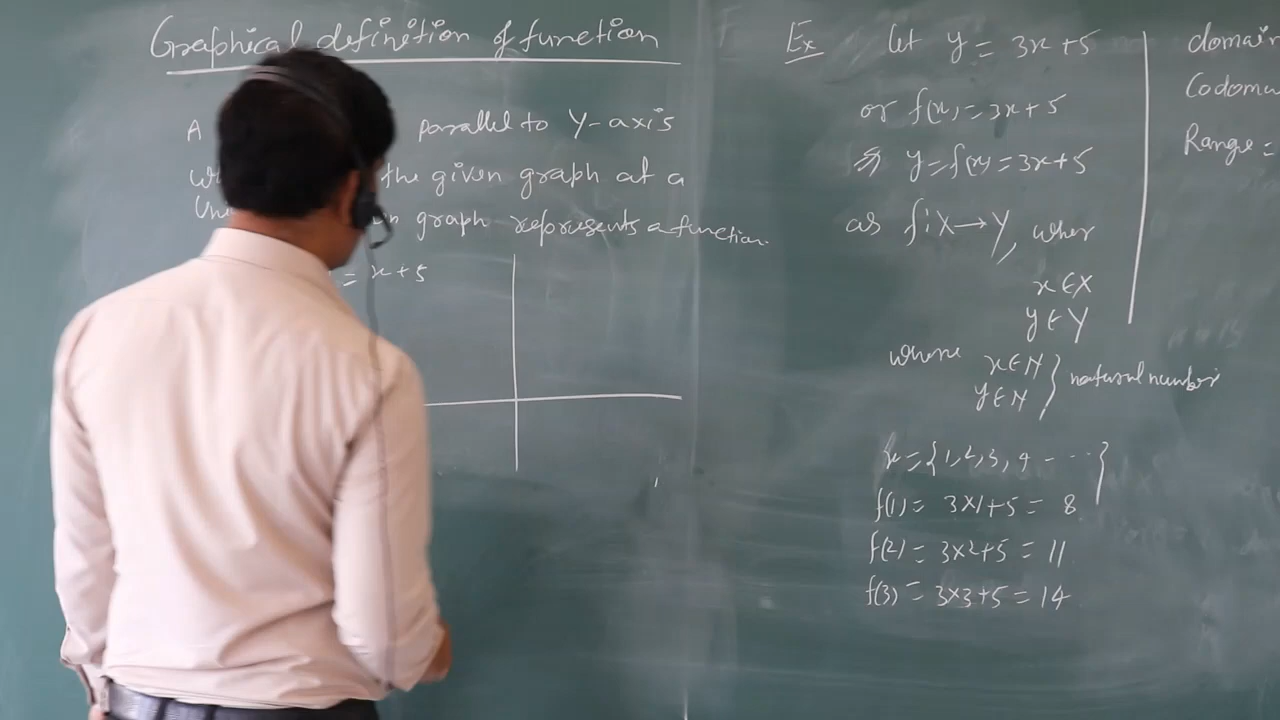 Graphical definition of function
A parallel to Y-axis
the given graph at a
graph represents a function.
= x + 5
Ex let y = 3x + 5
or f(x) = 3x + 5
y = f(x) = 3x + 5
as f: X → Y, wher
x ∈ X
y ∈ Y
where x ∈ N
y ∈ N } natural number
x = {1, 2, 3, 4 - - - - }
f(1) = 3×1+5 = 8
f(2) = 3×2+5 = 11
f(3) = 3×3+5 = 14
domain
Codoma
Range =